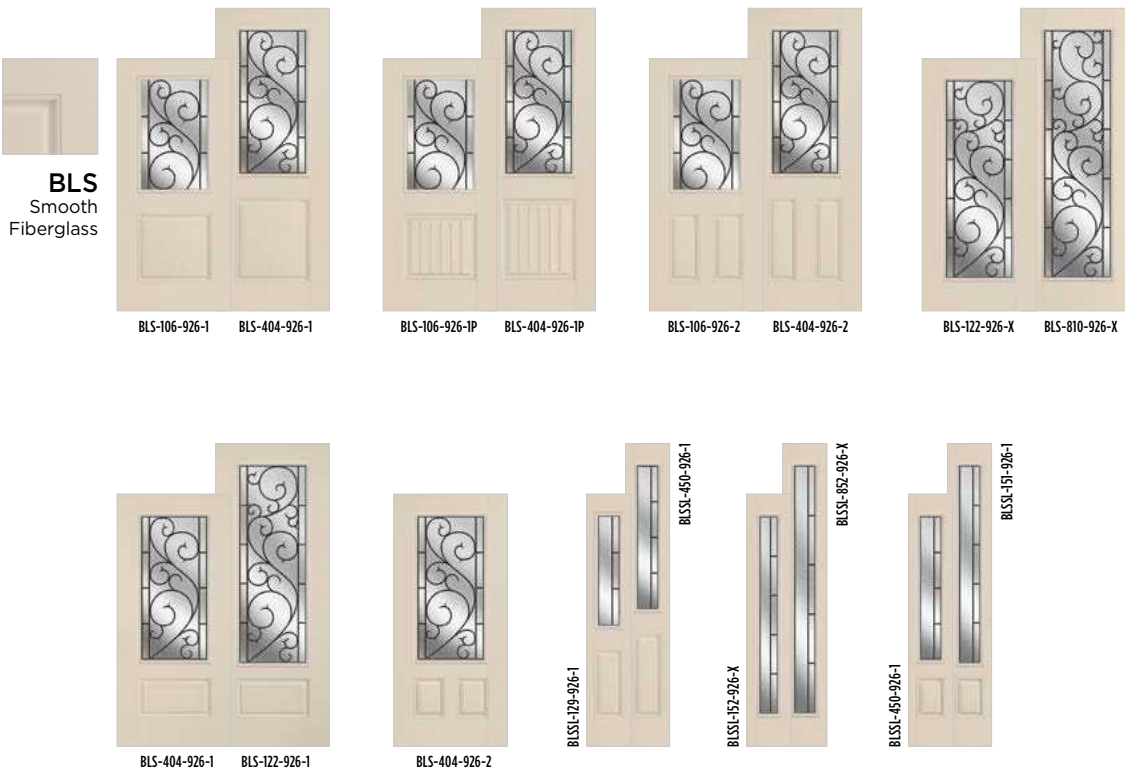 BLS
Smooth
Fiberglass
BLS-106-926-1
BLS-404-926-1
BLS-106-926-1P
BLS-404-926-1P
BLS-106-926-2
BLS-404-926-2
BLS-122-926-X
BLS-810-926-X
BLS-404-926-1
BLS-122-926-1
BLS-404-926-2
BLSSL-129-926-1
BLSSL-450-926-1
BLSSL-152-926-X
BLSSL-852-926-X
BLSSL-450-926-1
BLSSL-151-926-1